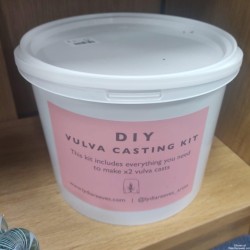 DIY
VULVA CASTING KIT
This kit includes everything you need
to make x2 vulva casts